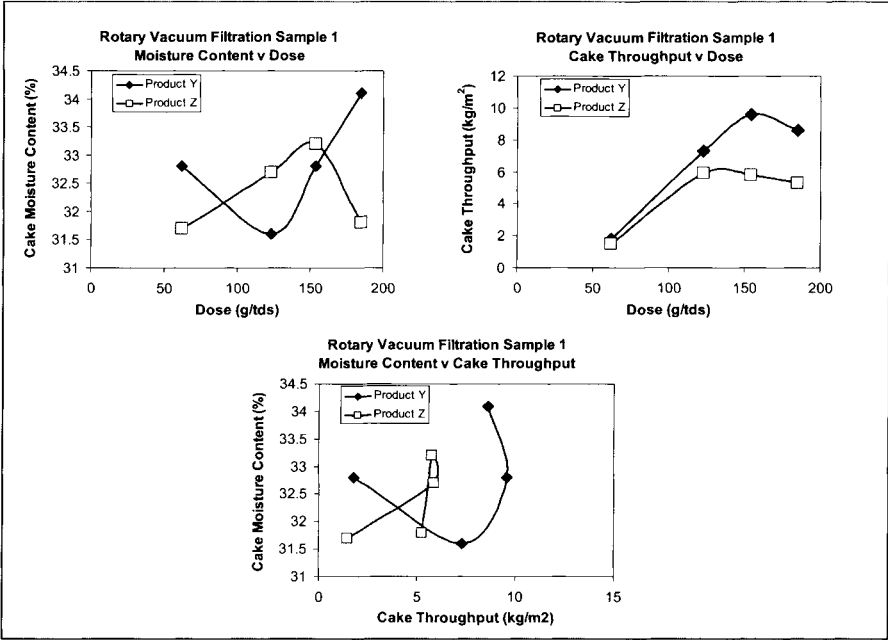 Rotary Vacuum Filtration Sample 1
Moisture Content v Dose
Product Y
Product Z
Cake Moisture Content (%)
34.5
34
33.5
33
32.5
32
31.5
31
0
50
100
150
200
Dose (g/tds)
Rotary Vacuum Filtration Sample 1
Cake Throughput v Dose
Product Y
Product Z
Cake Throughput (kg/m²)
12
10
8
6
4
2
0
0
50
100
150
200
Dose (g/tds)
Rotary Vacuum Filtration Sample 1
Moisture Content v Cake Throughput
Product Y
Product Z
Cake Moisture Content (%)
34.5
34
33.5
33
32.5
32
31.5
31
0
5
10
15
Cake Throughput (kg/m2)